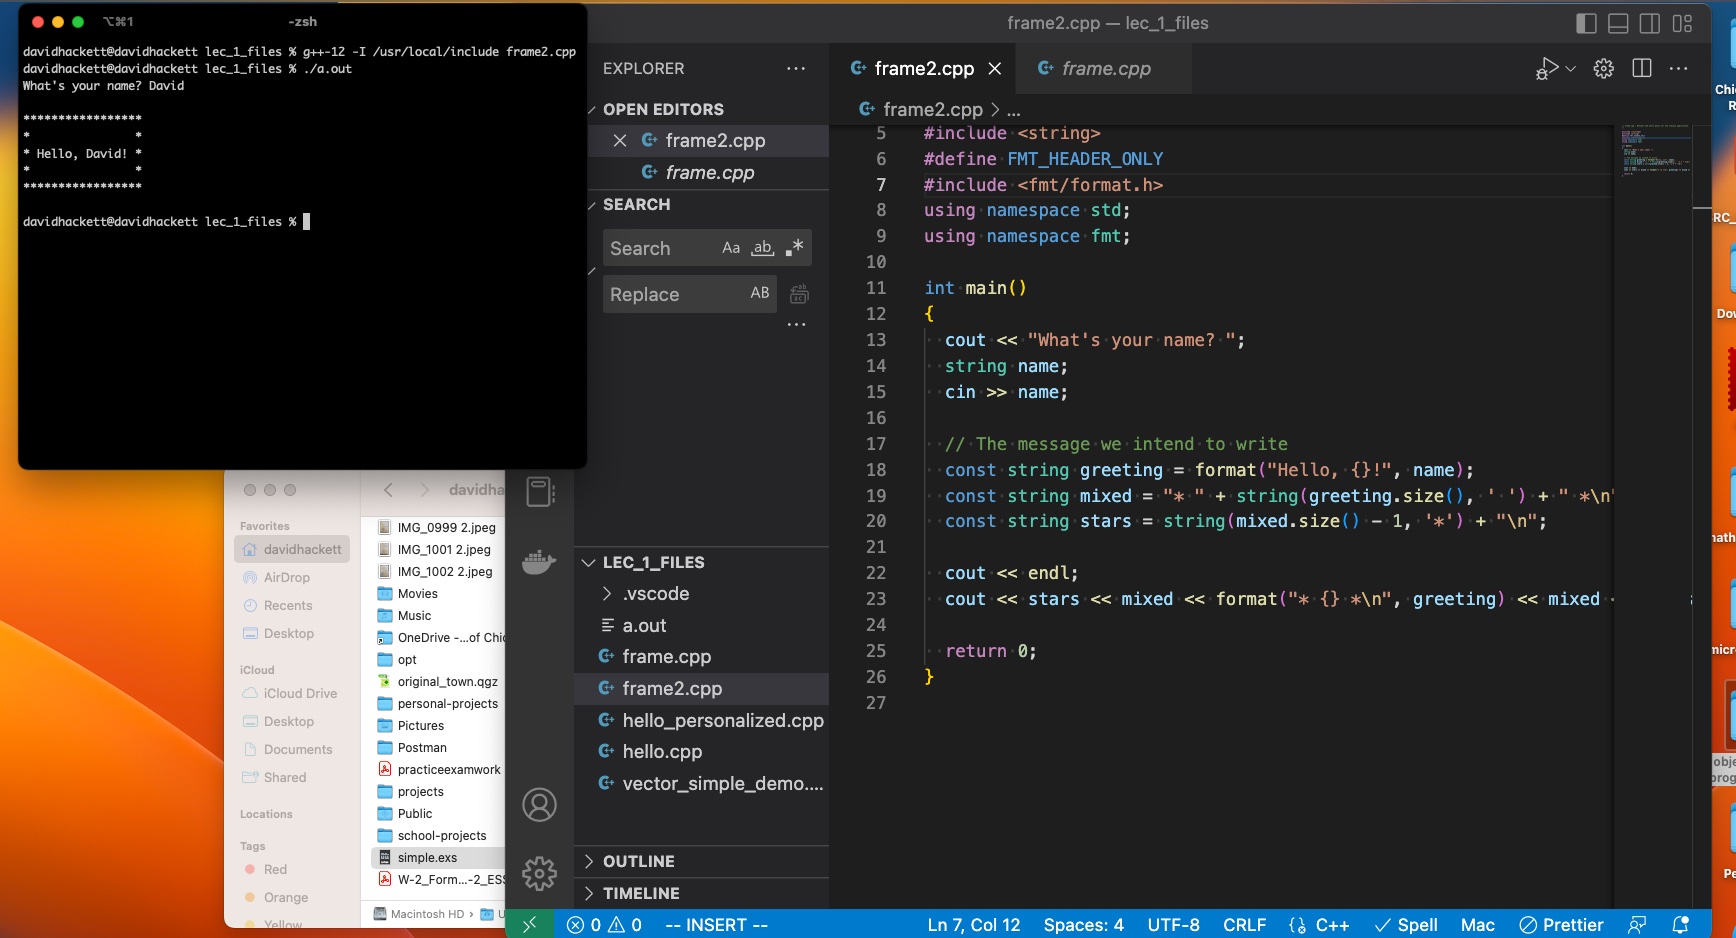 ⌥⌘1
-zsh
davidhackett@davidhackett lec_1_files % g++-12 -I /usr/local/include frame2.cpp
davidhackett@davidhackett lec_1_files % ./a.out
What's your name? David
*****************
*               *
* Hello, David! *
*               *
*****************
davidhackett@davidhackett lec_1_files %
frame2.cpp — lec_1_files
EXPLORER
OPEN EDITORS
frame2.cpp
frame.cpp
SEARCH
Search
Aa
ab
Replace
AB
LEC_1_FILES
.vscode
a.out
frame.cpp
frame2.cpp
hello_personalized.cpp
hello.cpp
vector_simple_demo....
OUTLINE
TIMELINE
frame2.cpp
frame.cpp
frame2.cpp > ...
5 #include <string>
6 #define FMT_HEADER_ONLY
7 #include <fmt/format.h>
8 using namespace std;
9 using namespace fmt;
10
11 int main()
12 {
13 cout << "What's your name? ";
14 string name;
15 cin >> name;
16
17 // The message we intend to write
18 const string greeting = format("Hello, {}!", name);
19 const string mixed = "* " + string(greeting.size(), ' ') + " *\n"
20 const string stars = string(mixed.size() - 1, '*') + "\n";
21
22 cout << endl;
23 cout << stars << mixed << format("* {} *\n", greeting) << mixed
24
25 return 0;
26 }
27
davidha
Favorites
davidhackett
AirDrop
Recents
Desktop
iCloud
iCloud Drive
Desktop
Documents
Shared
Locations
Tags
Red
Orange
Yellow
IMG_0999 2.jpeg
IMG_1001 2.jpeg
IMG_1002 2.jpeg
Movies
Music
OneDrive -...of Chic
opt
original_town.qgz
personal-projects
Pictures
Postman
practiceexamwork
projects
Public
school-projects
simple.exs
W-2_Form...-2_ESS
Macintosh HD › U
0 0 -- INSERT --
Ln 7, Col 12 Spaces: 4 UTF-8 CRLF {} C++ Spell Mac Prettier
Chic
R
RC_
Dow
nath
micro
obje
prog
Pe